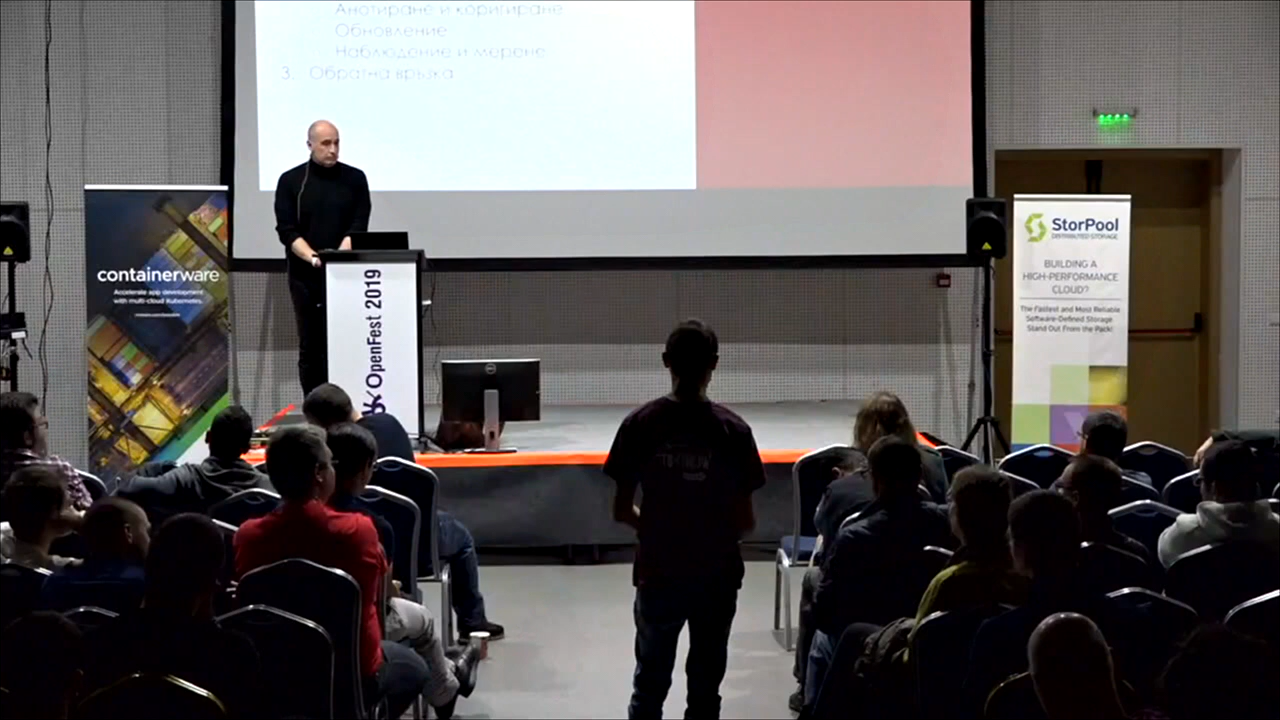 Анотиране и коригиране
Обновление
Наблюдение и мерене
3. Обратна връзка
containerware
Accelerate app development
with multi-cloud Kubernetes.
OpenFest 2019
DELL
StorPool
DISTRIBUTED STORAGE
BUILDING A
HIGH-PERFORMANCE
CLOUD?
The Fastest and Most Reliable
Software-Defined Storage
Stand Out From the Pack!